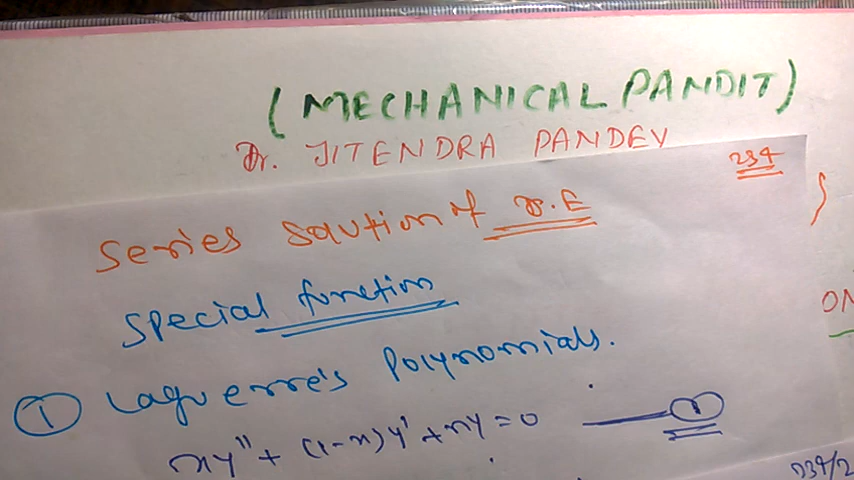 (MECHANICAL PANDIT)
Dr. JITENDRA PANDEY
234
Series solution of D.E
Special function
① Laguerre's Polynomials.
xy" + (1-x)y' + ny = 0 — ①
ON
234/2